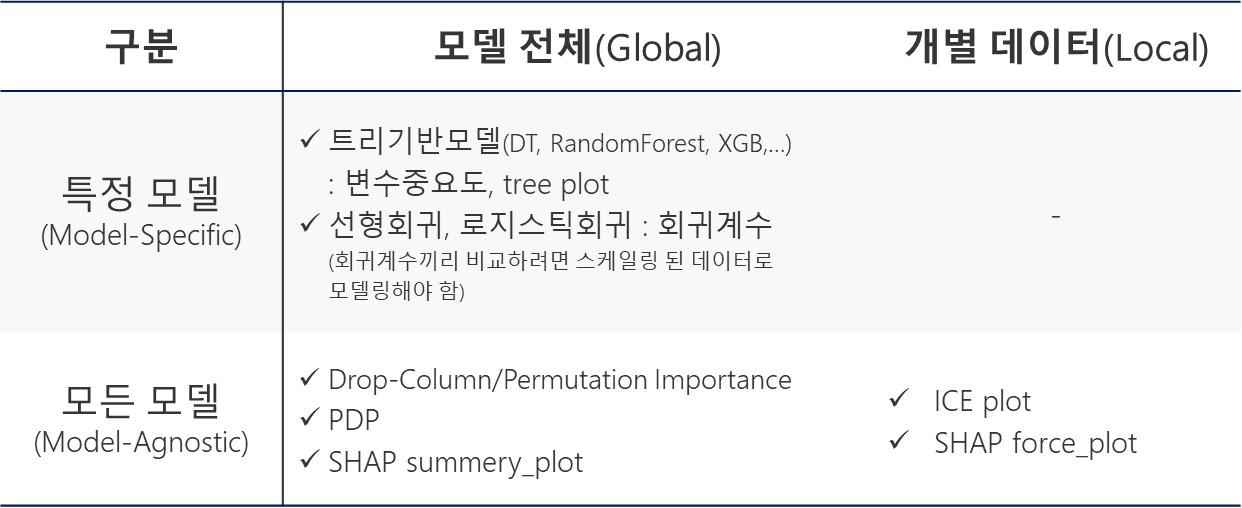 구분
모델 전체(Global)
개별 데이터(Local)
특정 모델
(Model-Specific)
✓ 트리기반모델(DT, RandomForest, XGB,...)
: 변수중요도, tree plot
✓ 선형회귀, 로지스틱회귀 : 회귀계수
(회귀계수끼리 비교하려면 스케일링 된 데이터로
모델링해야 함)
-
모든 모델
(Model-Agnostic)
✓ Drop-Column/Permutation Importance
✓ PDP
✓ SHAP summery_plot
✓ ICE plot
✓ SHAP force_plot